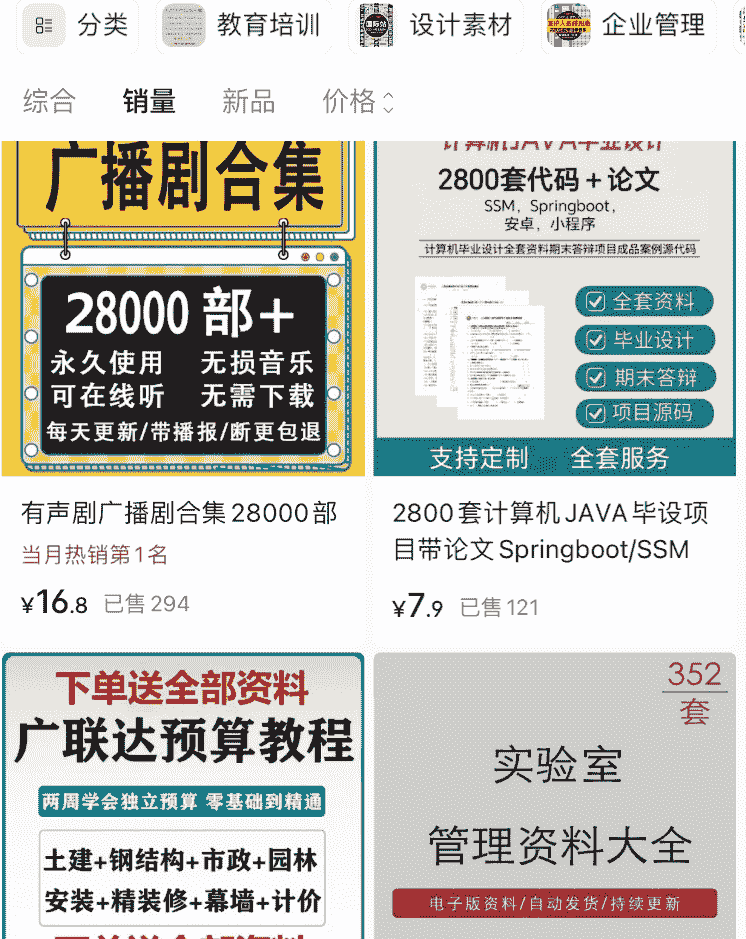 分类 教育培训 设计素材 企业管理
综合 销量 新品 价格
广播剧合集
28000部+
永久使用 无损音乐
可在线听 无需下载
每天更新/带播报/断更包退
有声剧广播剧合集28000部
当月热销第1名
¥16.8 已售294
计算机JAVA毕业设计
2800套代码+论文
SSM，Springboot，
安卓，小程序
计算机毕业设计全套资料期末答辩项目成品案例源代码
全套资料
毕业设计
期末答辩
项目源码
支持定制 全套服务
2800套计算机JAVA毕设项
目带论文Springboot/SSM
¥7.9 已售121
下单送全部资料
广联达预算教程
两周学会独立预算 零基础到精通
土建+钢结构+市政+园林
安装+精装修+幕墙+计价
352
套
实验室
管理资料大全
电子版资料/自动发货/持续更新